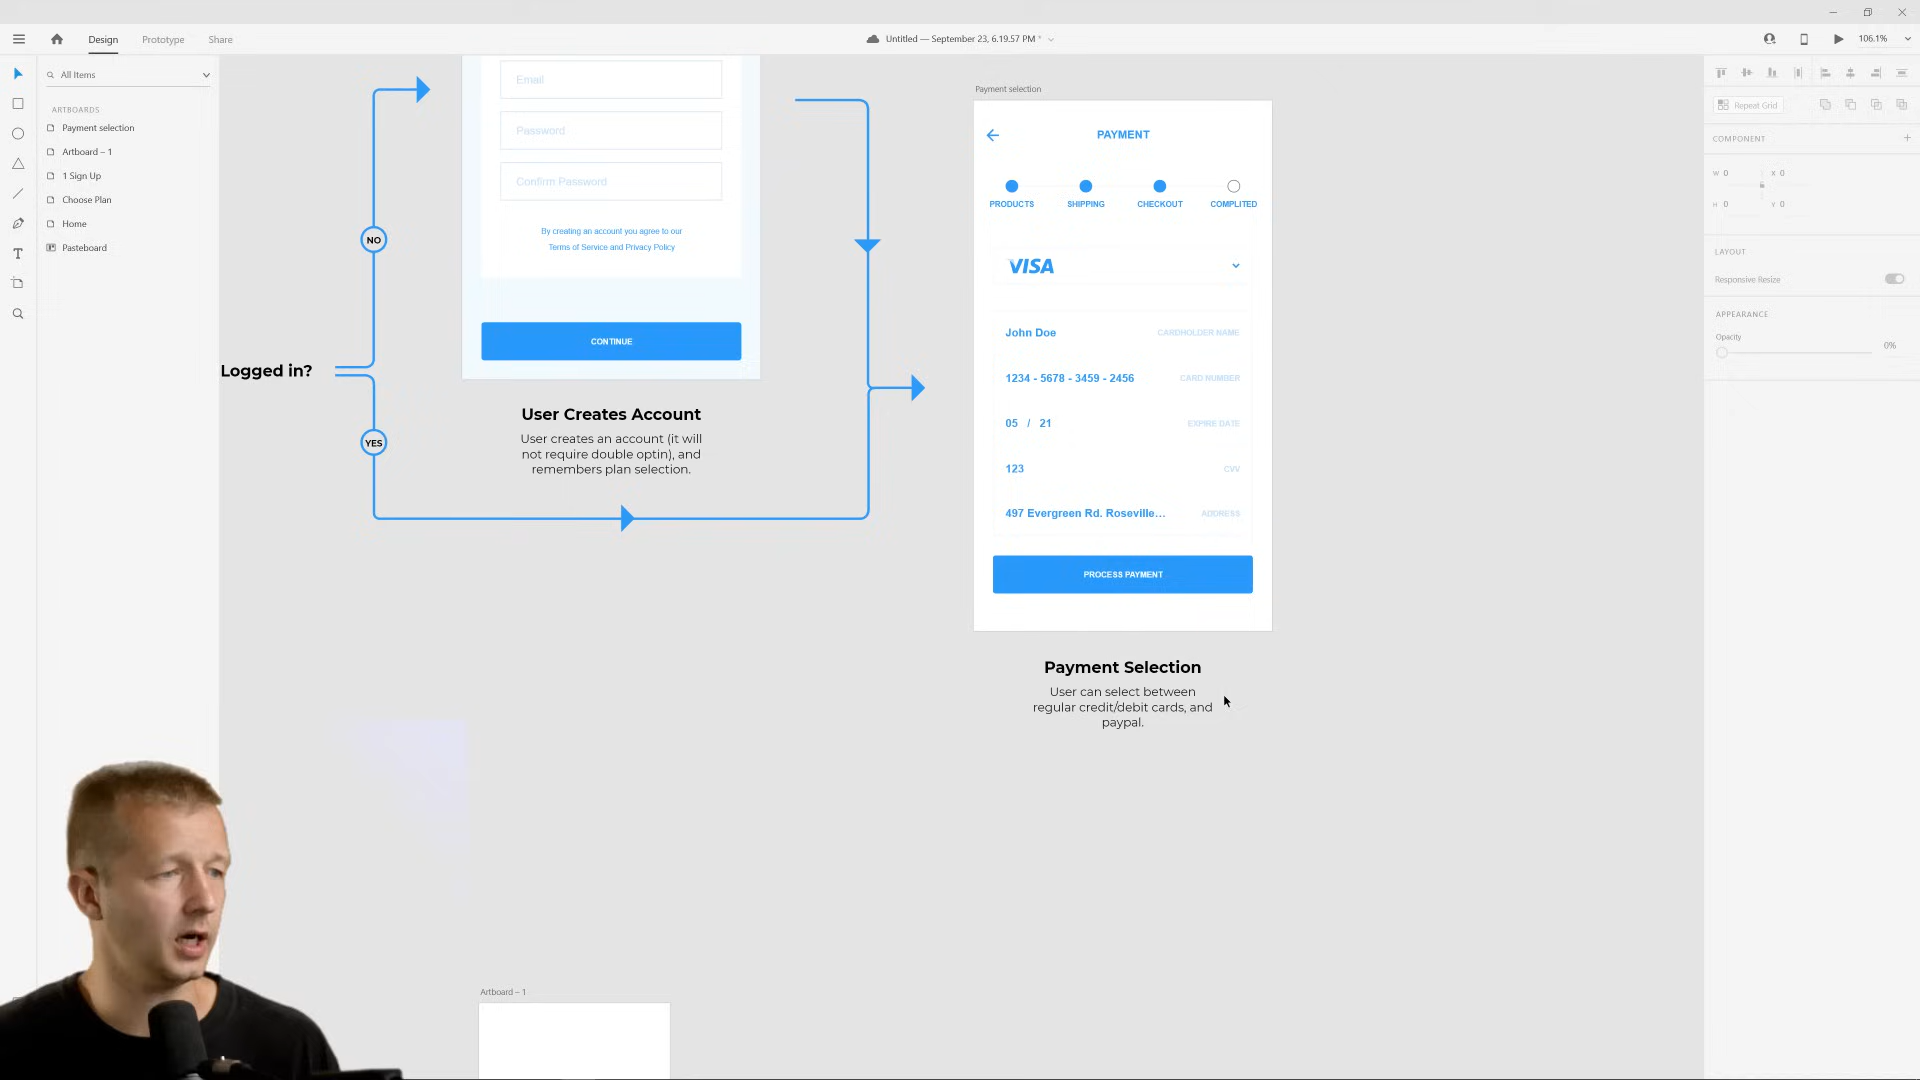 Design
Prototype
Share
Untitled — September 23, 6.19.57 PM *
106.1%
All Items
ARTBOARDS
Payment selection
Artboard – 1
1 Sign Up
Choose Plan
Home
Pasteboard
Email
Password
Confirm Password
By creating an account you agree to our
Terms of Service and Privacy Policy
CONTINUE
NO
Logged in?
YES
User Creates Account
User creates an account (it will
not require double optin), and
remembers plan selection.
Payment selection
PAYMENT
PRODUCTS
SHIPPING
CHECKOUT
COMPLITED
VISA
John Doe
CARDHOLDER NAME
1234 - 5678 - 3459 - 2456
CARD NUMBER
05 / 21
EXPIRE DATE
123
CVV
497 Evergreen Rd. Roseville...
ADDRESS
PROCESS PAYMENT
Payment Selection
User can select between
regular credit/debit cards, and
paypal.
Artboard – 1
Repeat Grid
COMPONENT
W 0
X 0
H 0
Y 0
LAYOUT
Responsive Resize
APPEARANCE
Opacity
0%